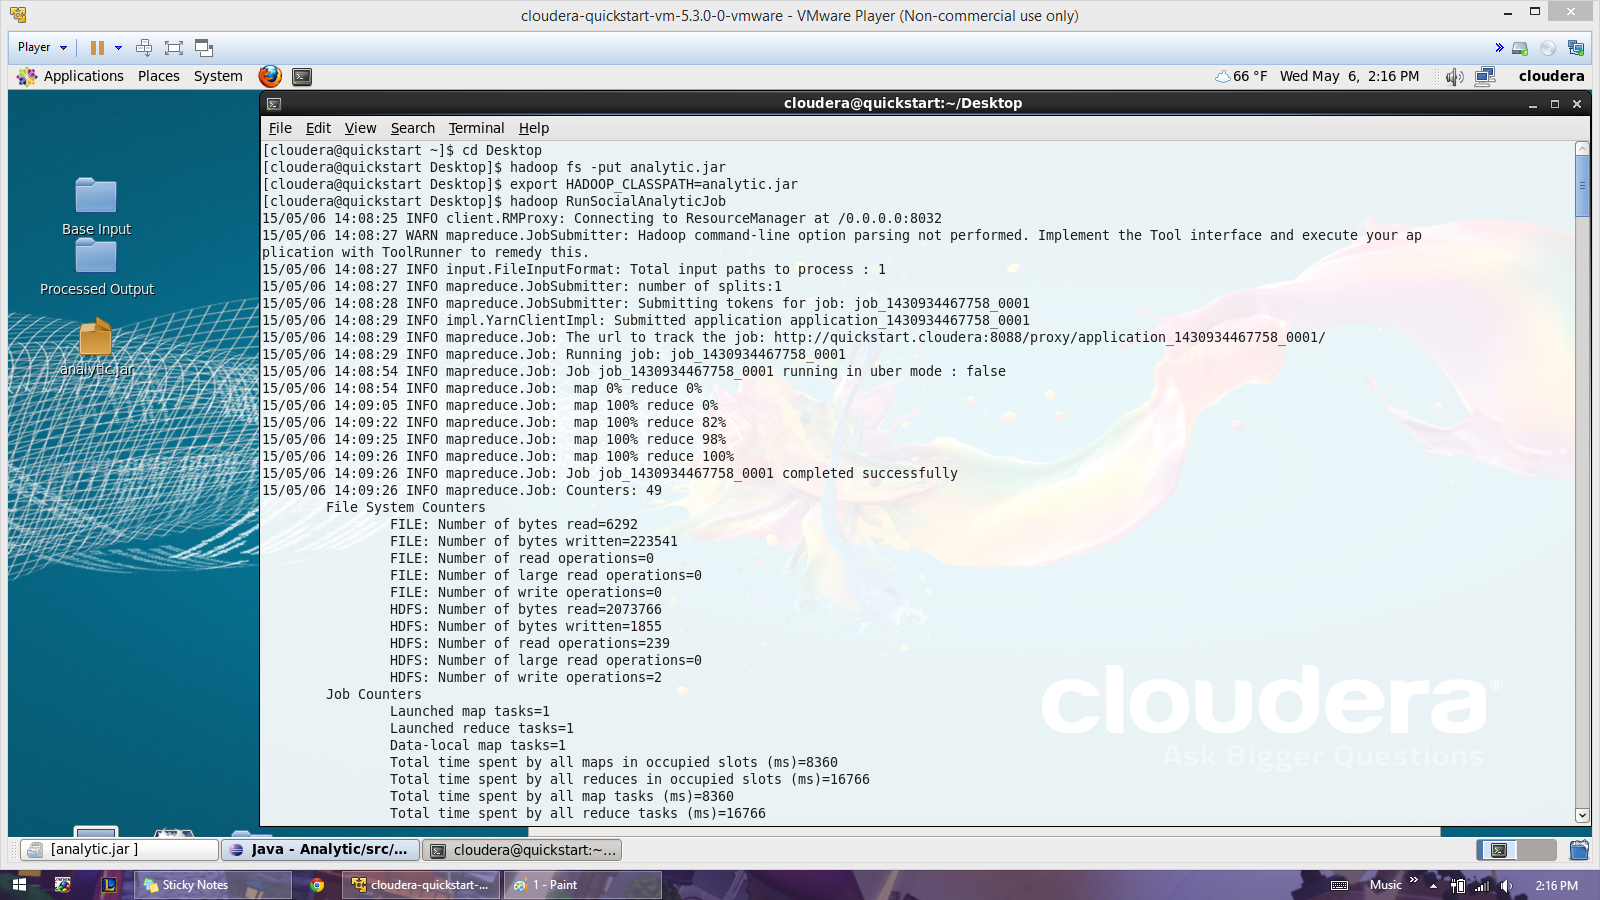 cloudera-quickstart-vm-5.3.0-0-vmware - VMware Player (Non-commercial use only)
Player
Applications Places System
66 °F Wed May 6, 2:16 PM cloudera
cloudera@quickstart:~/Desktop
File Edit View Search Terminal Help
Base Input
Processed Output
analytic.jar
[cloudera@quickstart ~]$ cd Desktop
[cloudera@quickstart Desktop]$ hadoop fs -put analytic.jar
[cloudera@quickstart Desktop]$ export HADOOP_CLASSPATH=analytic.jar
[cloudera@quickstart Desktop]$ hadoop RunSocialAnalyticJob
15/05/06 14:08:25 INFO client.RMProxy: Connecting to ResourceManager at /0.0.0.0:8032
15/05/06 14:08:27 WARN mapreduce.JobSubmitter: Hadoop command-line option parsing not performed. Implement the Tool interface and execute your ap
plication with ToolRunner to remedy this.
15/05/06 14:08:27 INFO input.FileInputFormat: Total input paths to process : 1
15/05/06 14:08:27 INFO mapreduce.JobSubmitter: number of splits:1
15/05/06 14:08:28 INFO mapreduce.JobSubmitter: Submitting tokens for job: job_1430934467758_0001
15/05/06 14:08:29 INFO impl.YarnClientImpl: Submitted application application_1430934467758_0001
15/05/06 14:08:29 INFO mapreduce.Job: The url to track the job: http://quickstart.cloudera:8088/proxy/application_1430934467758_0001/
15/05/06 14:08:29 INFO mapreduce.Job: Running job: job_1430934467758_0001
15/05/06 14:08:54 INFO mapreduce.Job: Job job_1430934467758_0001 running in uber mode : false
15/05/06 14:08:54 INFO mapreduce.Job:  map 0% reduce 0%
15/05/06 14:09:05 INFO mapreduce.Job:  map 100% reduce 0%
15/05/06 14:09:22 INFO mapreduce.Job:  map 100% reduce 82%
15/05/06 14:09:25 INFO mapreduce.Job:  map 100% reduce 98%
15/05/06 14:09:26 INFO mapreduce.Job:  map 100% reduce 100%
15/05/06 14:09:26 INFO mapreduce.Job: Job job_1430934467758_0001 completed successfully
15/05/06 14:09:26 INFO mapreduce.Job: Counters: 49
File System Counters
FILE: Number of bytes read=6292
FILE: Number of bytes written=223541
FILE: Number of read operations=0
FILE: Number of large read operations=0
FILE: Number of write operations=0
HDFS: Number of bytes read=2073766
HDFS: Number of bytes written=1855
HDFS: Number of read operations=239
HDFS: Number of large read operations=0
HDFS: Number of write operations=2
Job Counters
Launched map tasks=1
Launched reduce tasks=1
Data-local map tasks=1
Total time spent by all maps in occupied slots (ms)=8360
Total time spent by all reduces in occupied slots (ms)=16766
Total time spent by all map tasks (ms)=8360
Total time spent by all reduce tasks (ms)=16766
cloudera®
Ask Bigger Questions
[analytic.jar ] Java - Analytic/src/... cloudera@quickstart:~...
Sticky Notes cloudera-quickstart-... 1 - Paint Music 2:16 PM